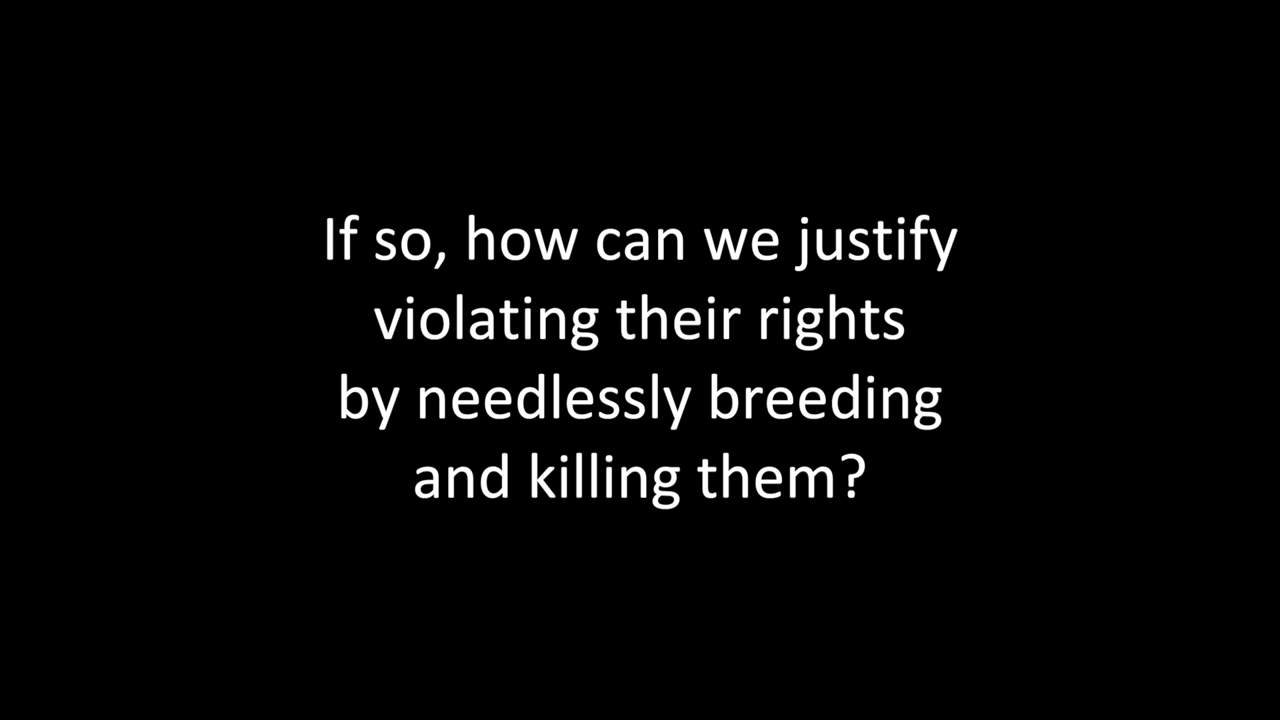 If so, how can we justify
violating their rights
by needlessly breeding
and killing them?